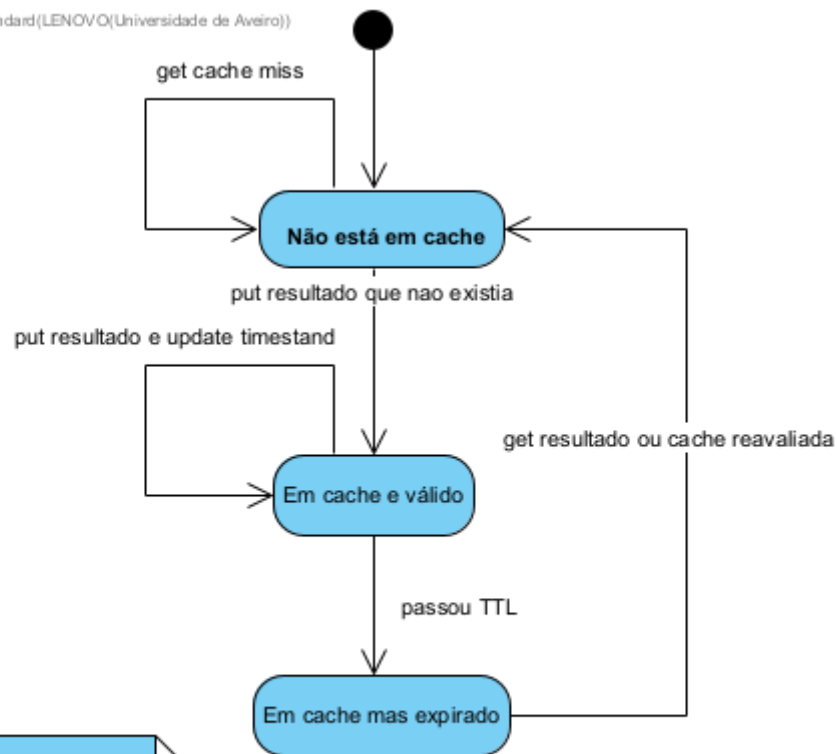 ndard(LENOVO(Universidade de Aveiro))
get cache miss
Não está em cache
put resultado que nao existia
put resultado e update timestand
get resultado ou cache reavaliada
Em cache e válido
passou TTL
Em cache mas expirado